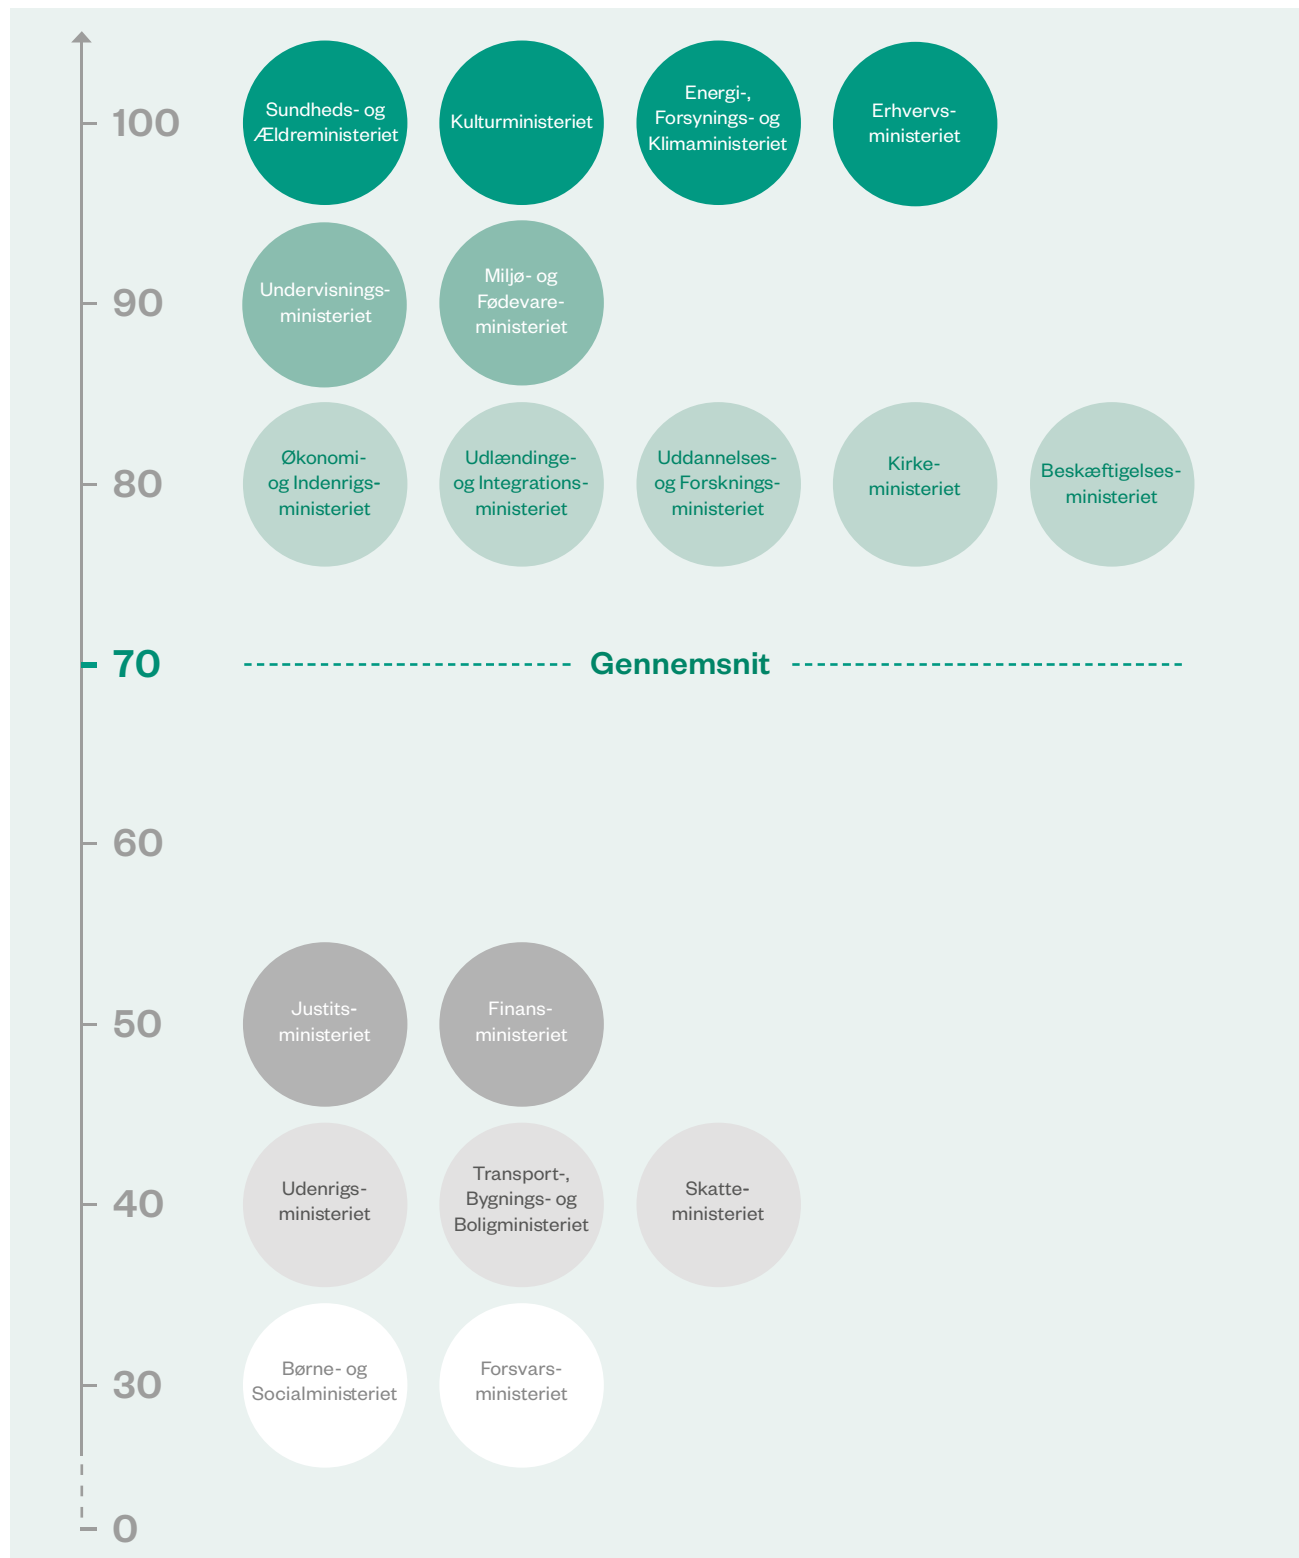 100
Sundheds- og
Ældreministeriet
Kulturministeriet
Energi-,
Forsynings- og
Klimaministeriet
Erhvervs-
ministeriet
90
Undervisnings-
ministeriet
Miljø- og
Fødevare-
ministeriet
80
Økonomi-
og Indenrigs-
ministeriet
Udlændinge-
og Integrations-
ministeriet
Uddannelses-
og Forsknings-
ministeriet
Kirke-
ministeriet
Beskæftigelses-
ministeriet
70
Gennemsnit
60
50
Justits-
ministeriet
Finans-
ministeriet
40
Udenrigs-
ministeriet
Transport-,
Bygnings- og
Boligministeriet
Skatte-
ministeriet
30
Børne- og
Socialministeriet
Forsvars-
ministeriet
0